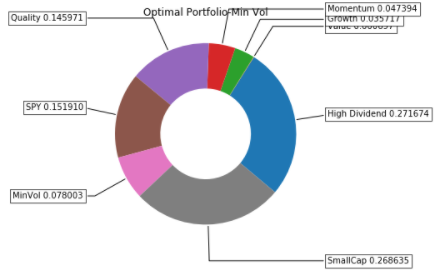 Momentum 0.047394
Optimal Portfolio-Min Vol
Quality 0.145971
Growth 0.035717
High Dividend 0.271674
SPY 0.151910
MinVol 0.078003
SmallCap 0.268635